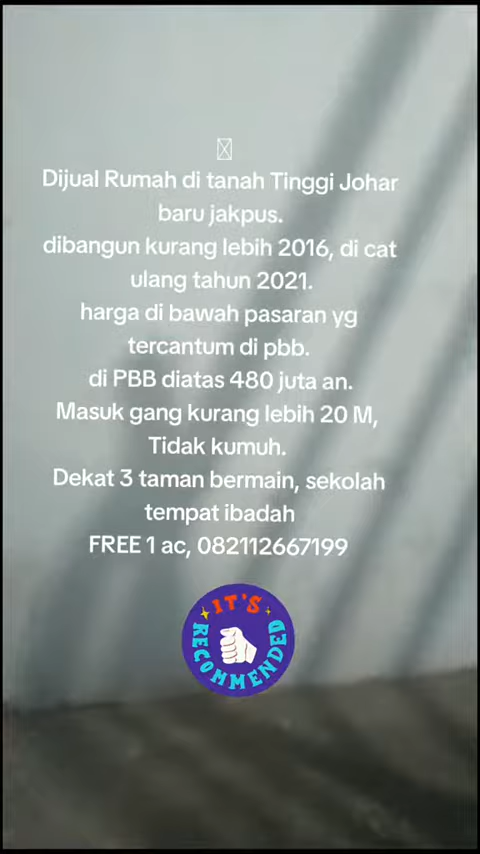 Dijual Rumah di tanah Tinggi Johar
baru jakpus.
dibangun kurang lebih 2016, di cat
ulang tahun 2021.
harga di bawah pasaran yg
tercantum di pbb.
di PBB diatas 480 juta an.
Masuk gang kurang lebih 20 M,
Tidak kumuh.
Dekat 3 taman bermain, sekolah
tempat ibadah
FREE 1 ac, 082112667199
IT'S
RECOMMENDED